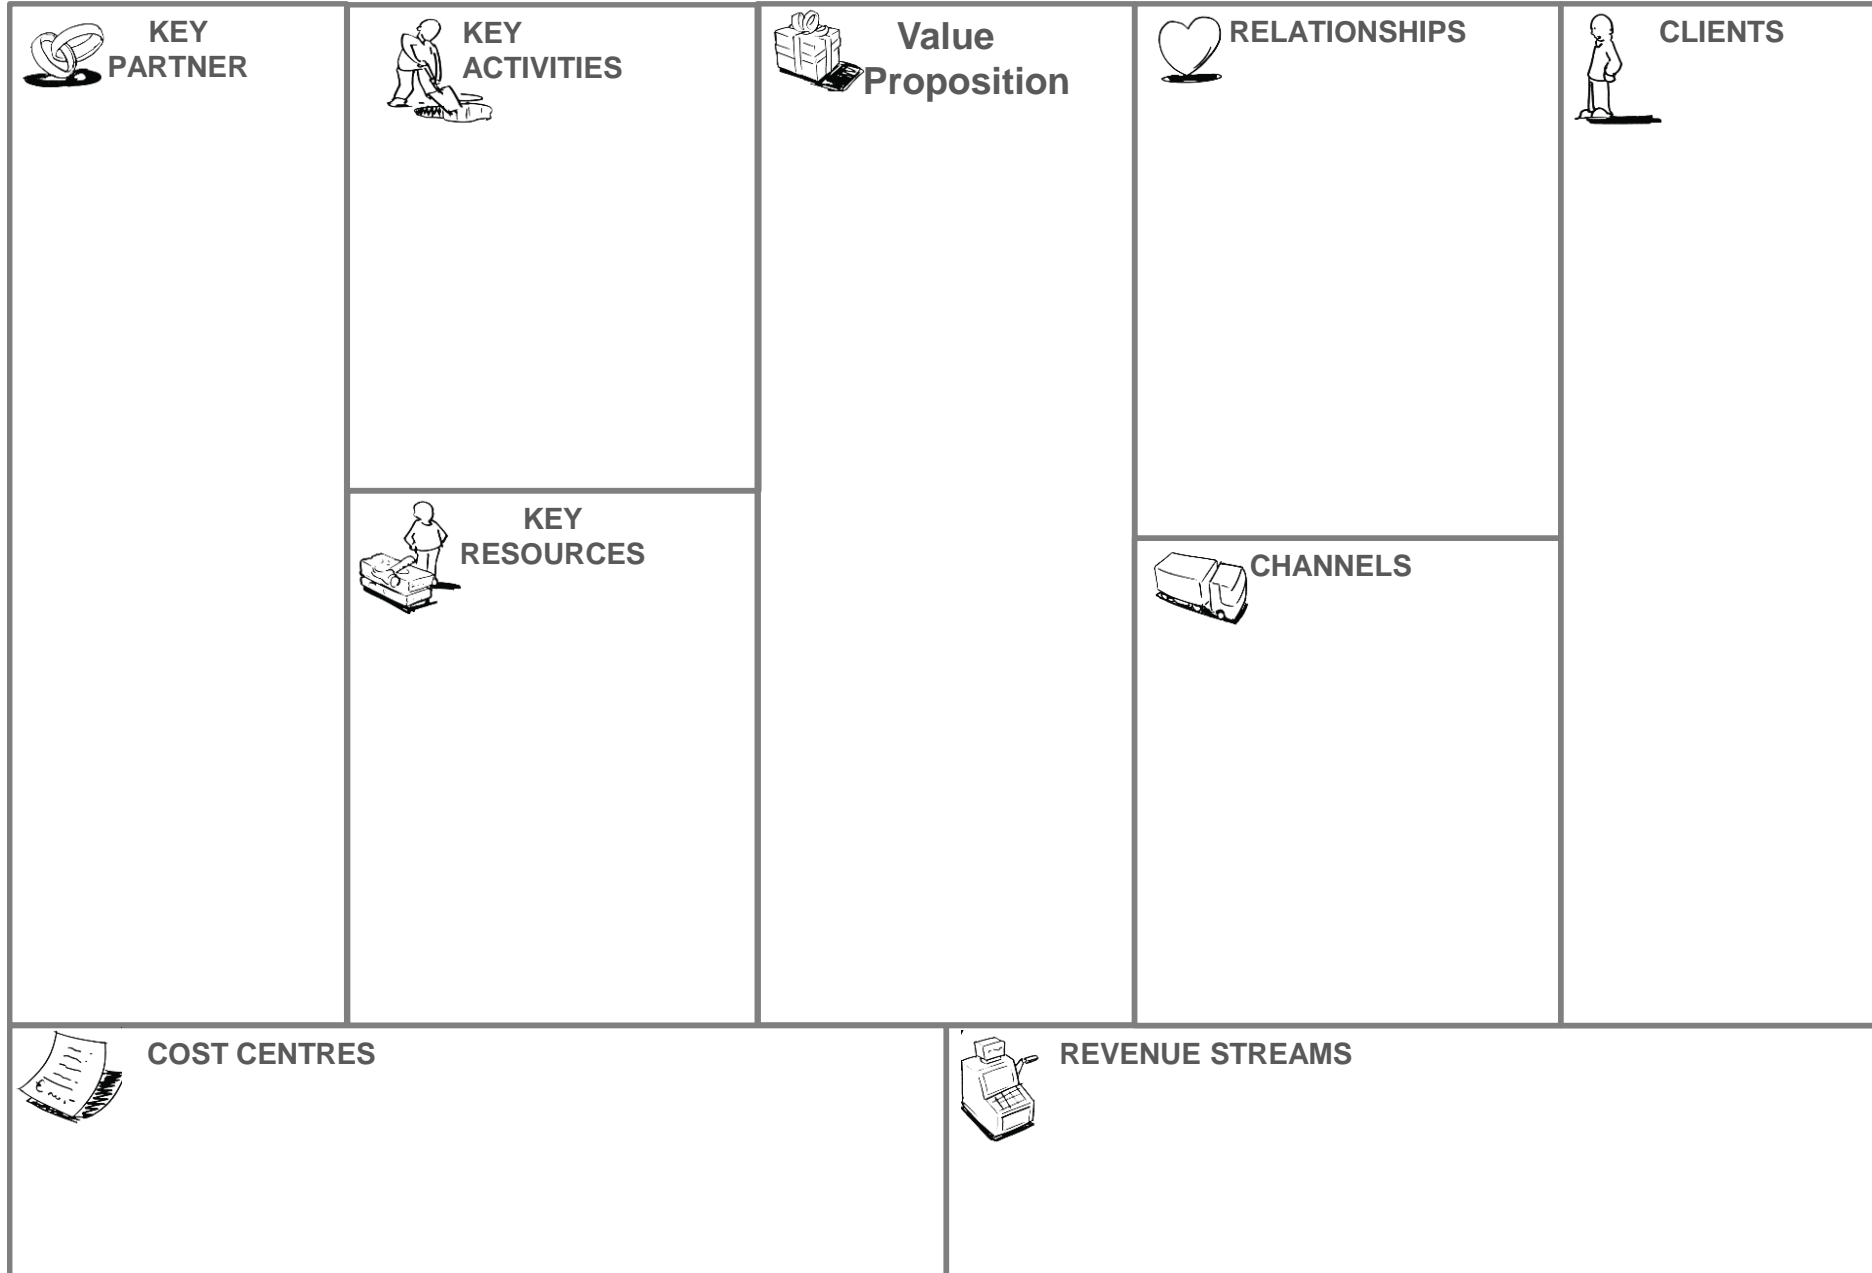 KEY
PARTNER
KEY
ACTIVITIES
KEY
RESOURCES
Value
Proposition
RELATIONSHIPS
CHANNELS
CLIENTS
COST CENTRES
REVENUE STREAMS